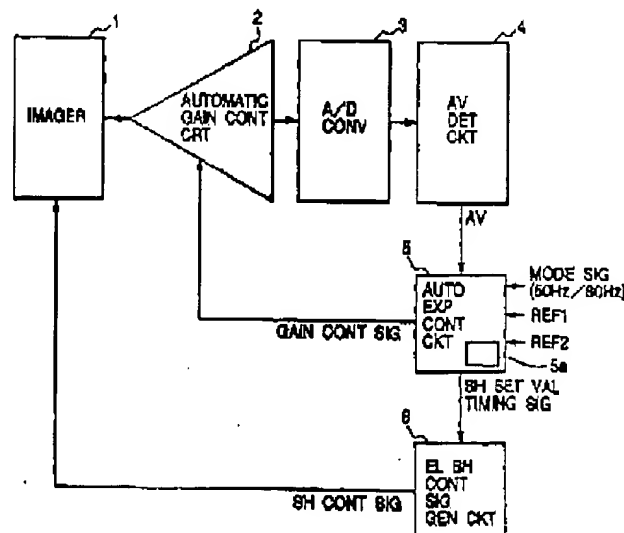 1
IMAGER
2
AUTOMATIC
GAIN CONT
CRT
3
A/D
CONV
4
AV
DET
CKT
AV
5
AUTO
EXP
CONT
CKT
5a
MODE SIG
(50Hz/60Hz)
REF1
REF2
GAIN CONT SIG
SH SET VAL
TIMING SIG
6
EL SH
CONT
SIG
GEN CKT
SH CONT SIG